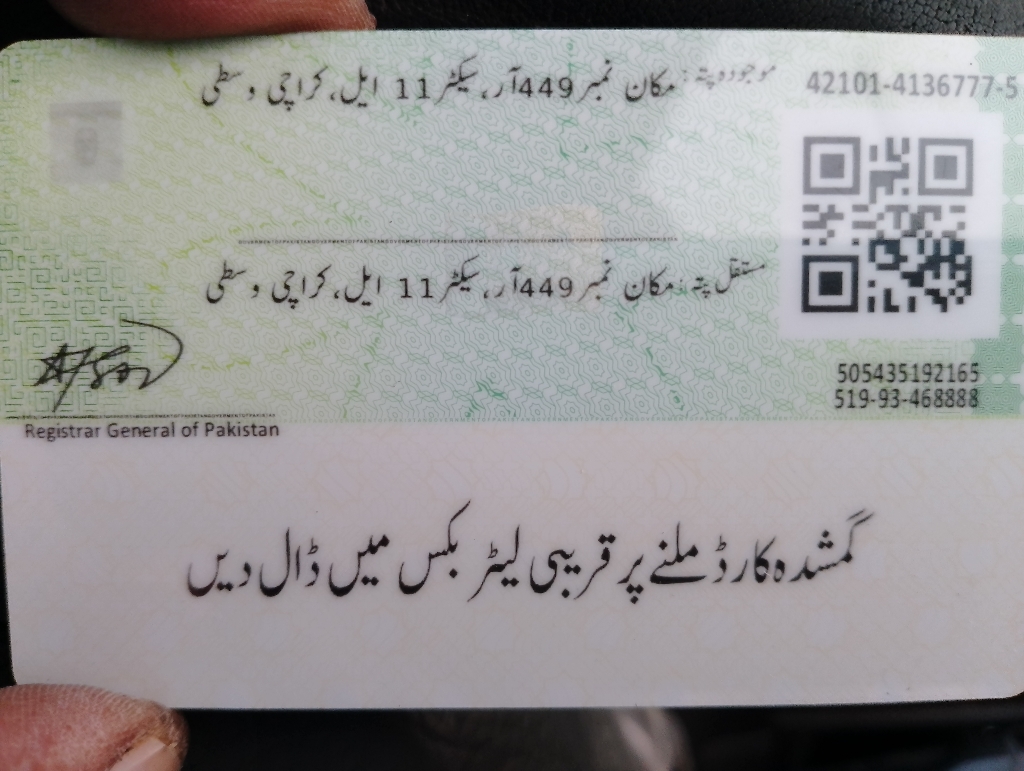 42101-4136777-5
موجودہ پتہ: مکان نمبر 449آر، سیکٹر 11 ایل، کراچی وسطی
مستقل پتہ: مکان نمبر 449آر، سیکٹر 11 ایل، کراچی وسطی
505435192165
519-93-468888
Registrar General of Pakistan
گمشدہ کارڈ ملنے پر قریبی لیٹر بکس میں ڈال دیں